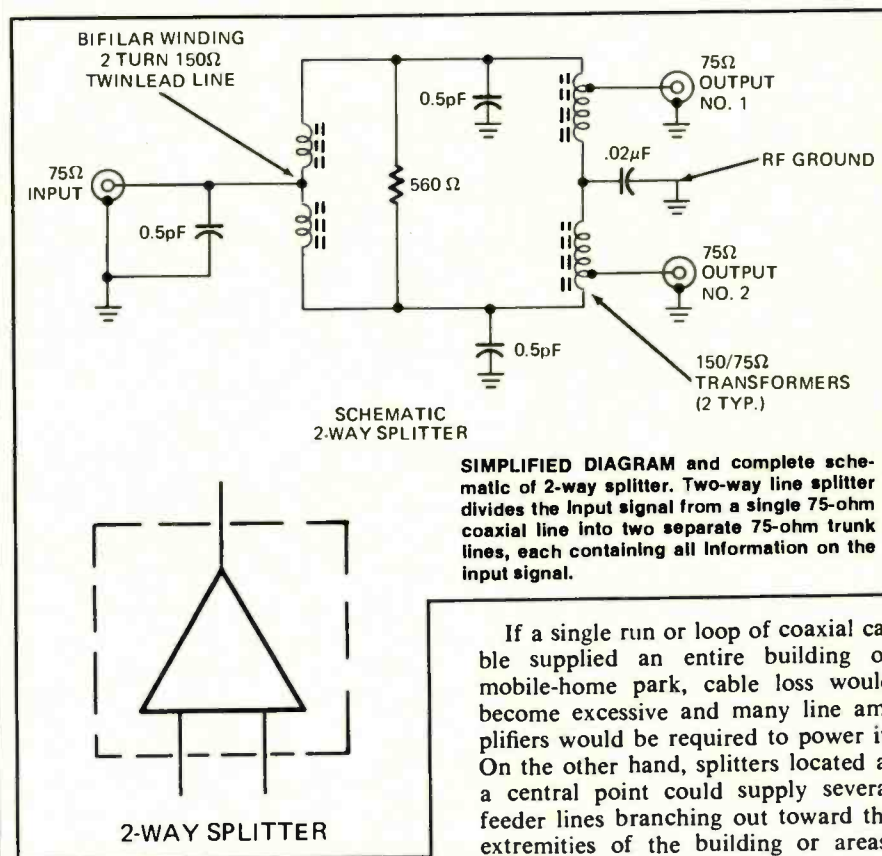 BIFILAR WINDING
2 TURN 150Ω
TWINLEAD LINE
75Ω
INPUT
0.5pF
560 Ω
0.5pF
0.5pF
.02µF
75Ω
OUTPUT
NO. 1
RF GROUND
75Ω
OUTPUT
NO. 2
150/75Ω
TRANSFORMERS
(2 TYP.)
SCHEMATIC
2-WAY SPLITTER
SIMPLIFIED DIAGRAM and complete sche-
matic of 2-way splitter. Two-way line splitter
divides the Input signal from a single 75-ohm
coaxial line into two separate 75-ohm trunk
lines, each containing all Information on the
input signal.
2-WAY SPLITTER
If a single run or loop of coaxial ca-
ble supplied an entire building o
mobile-home park, cable loss would
become excessive and many line am
plifiers would be required to power i
On the other hand, splitters located a
a central point could supply severa
feeder lines branching out toward th
extremities of the building or areas